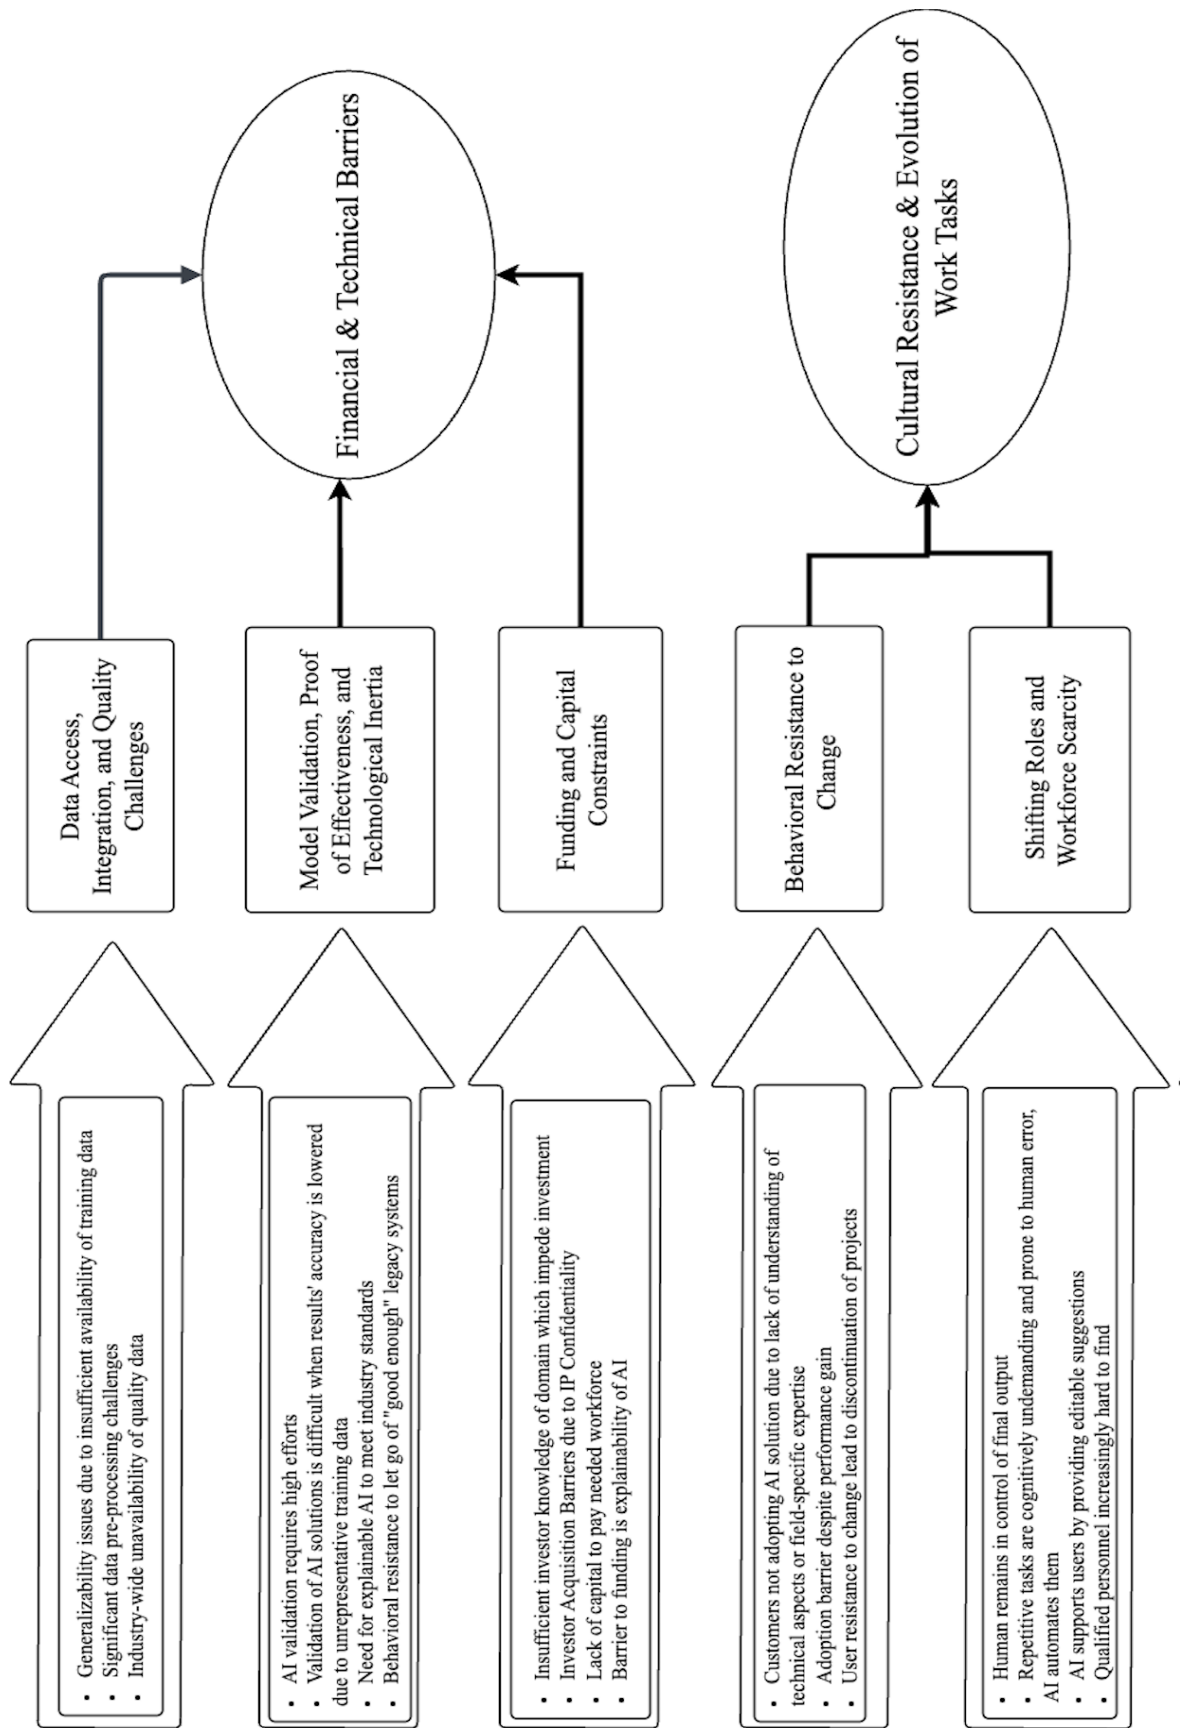 • Generalizability issues due to insufficient availability of training data
• Significant data pre-processing challenges
• Industry-wide unavailability of quality data
Data Access,
Integration, and Quality
Challenges
• AI validation requires high efforts
• Validation of AI solutions is difficult when results' accuracy is lowered
due to unrepresentative training data
• Need for explainable AI to meet industry standards
• Behavioral resistance to let go of "good enough" legacy systems
Model Validation, Proof
of Effectiveness, and
Technological Inertia
• Insufficient investor knowledge of domain which impede investment
• Investor Acquisition Barriers due to IP Confidentiality
• Lack of capital to pay needed workforce
• Barrier to funding is explainability of AI
Funding and Capital
Constraints
Financial & Technical Barriers
• Customers not adopting AI solution due to lack of understanding of
technical aspects or field-specific expertise
• Adoption barrier despite performance gain
• User resistance to change lead to discontinuation of projects
Behavioral Resistance to
Change
• Human remains in control of final output
• Repetitive tasks are cognitively undemanding and prone to human error,
AI automates them
• AI supports users by providing editable suggestions
• Qualified personnel increasingly hard to find
Shifting Roles and
Workforce Scarcity
Cultural Resistance & Evolution of
Work Tasks